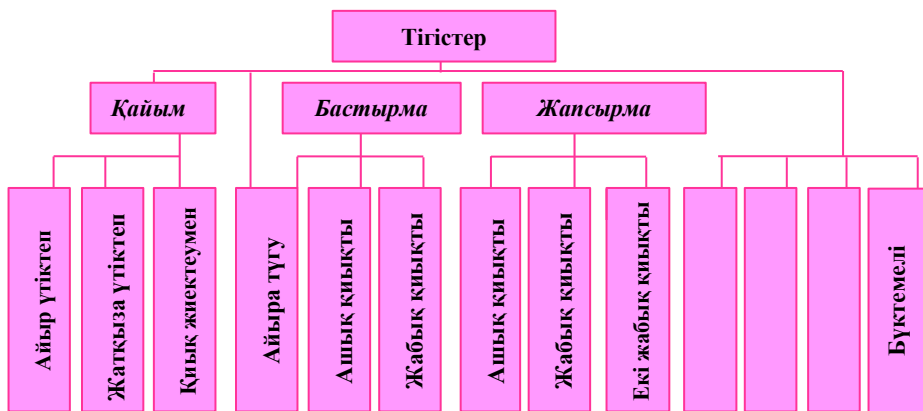 Тігістер
Қайым
Бастырма
Жапсырма
Айыр үтіктеп
Жатқыза үтіктеп
Қиық жиектеумен
Айыра түгу
Ашық қиықты
Жабық қиықты
Ашық қиықты
Жабық қиықты
Екі жабық қиықты
Бүктемелі